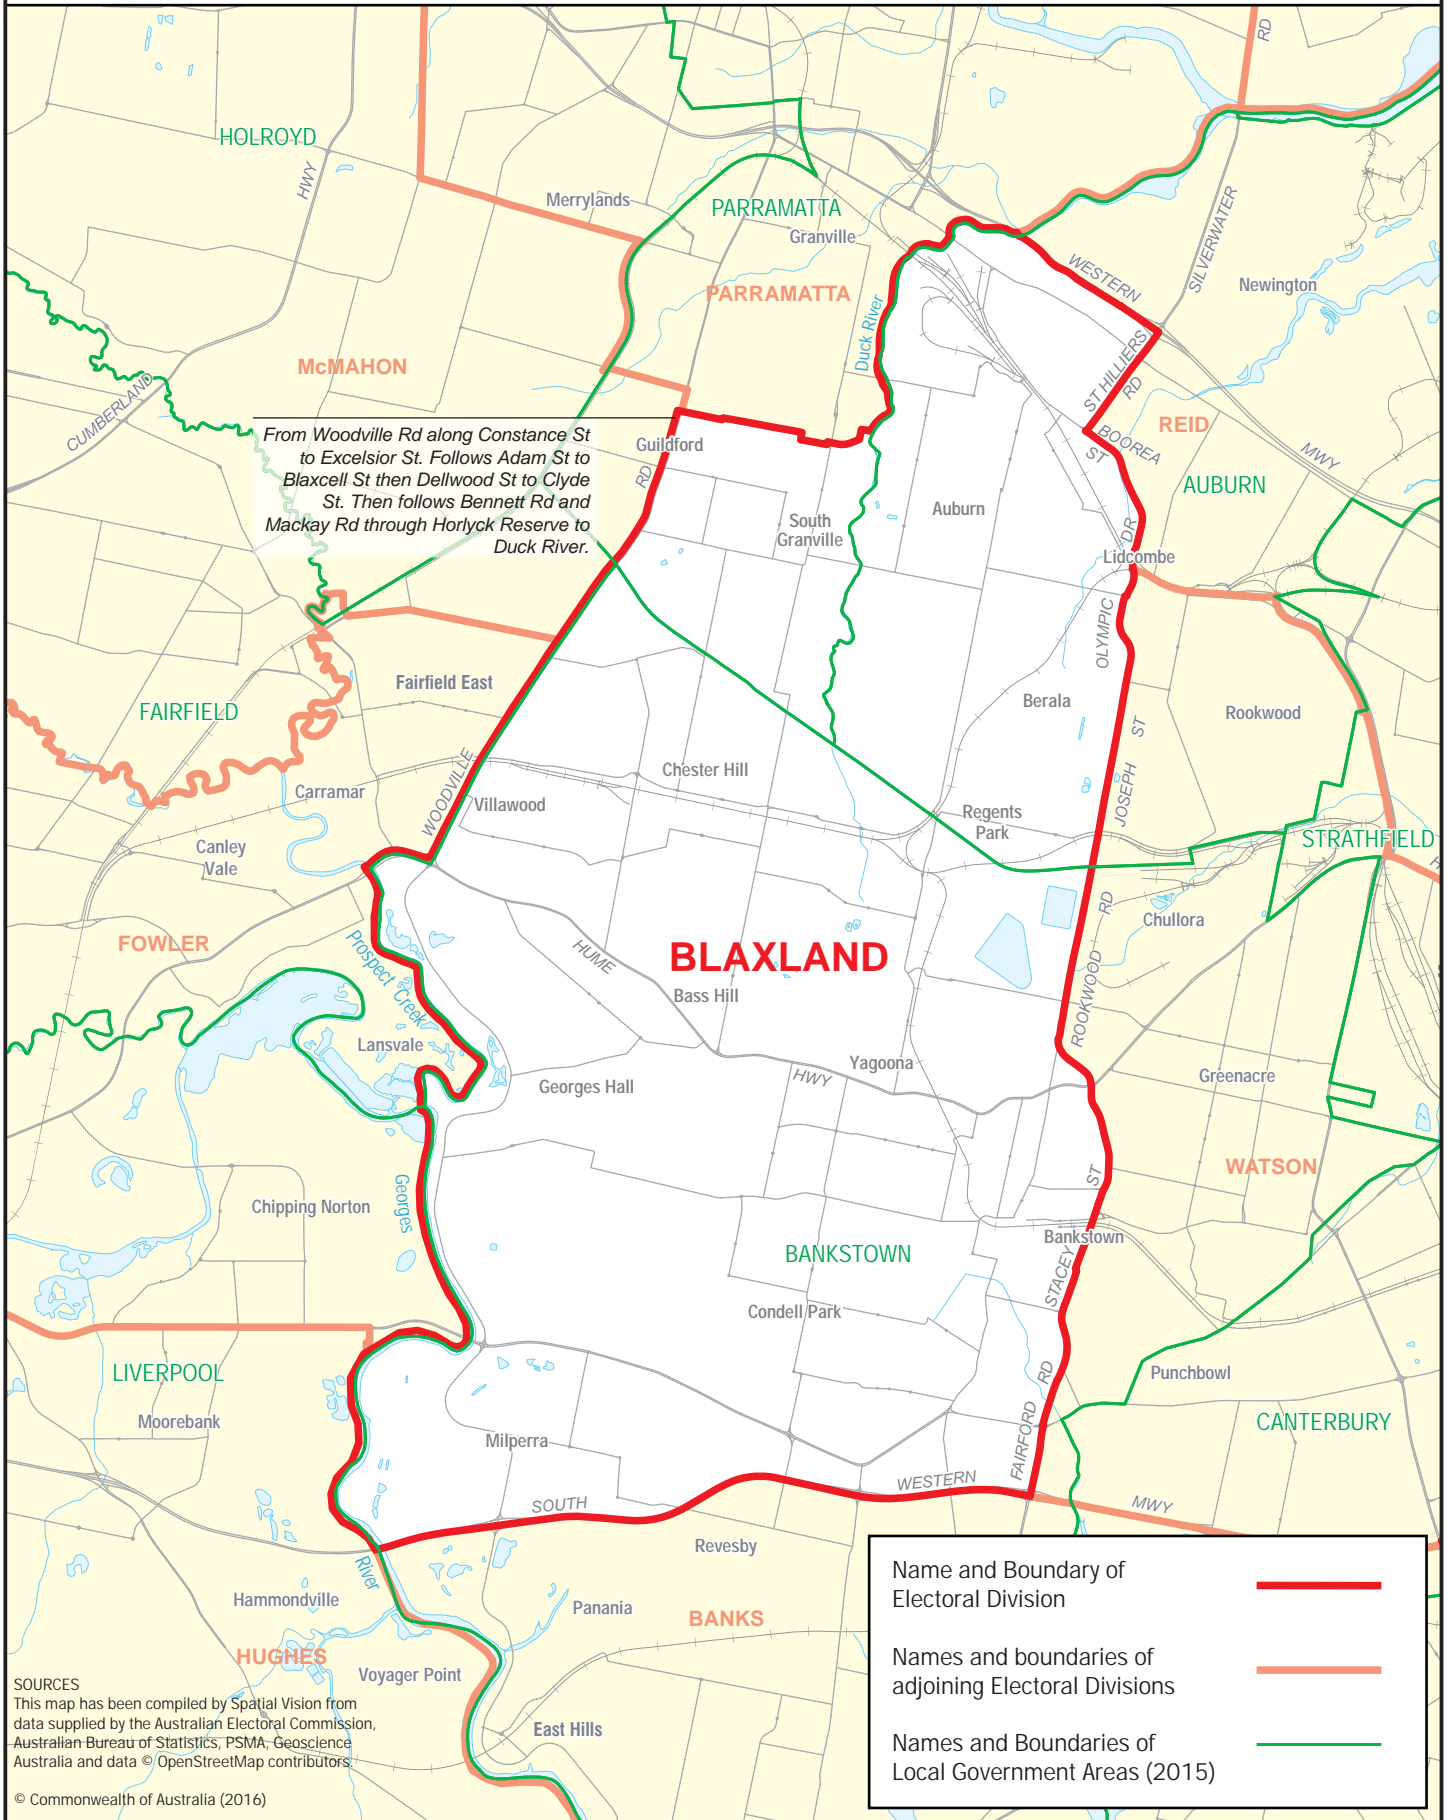 RD
HOLROYD
HWY
Merrylands
PARRAMATTA
Granville
SILVERWATER
WESTERN
Newington
PARRAMATTA
Duck River
McMAHON
ST HILLIERS
RD
CUMBERLAND
REID
From Woodville Rd along Constance St
to Excelsior St. Follows Adam St to
Blaxcell St then Dellwood St to Clyde
St. Then follows Bennett Rd and
Mackay Rd through Horlyck Reserve to
Duck River.
Guildford
RD
BOOREA
ST
MWY
AUBURN
Auburn
South
Granville
DR
Lidcombe
OLYMPIC
Fairfield East
Berala
Rookwood
FAIRFIELD
ST
Chester Hill
WOODVILLE
Carramar
Villawood
JOSEPH
Regents
Park
STRATHFIELD
Canley
Vale
RD
Chullora
FOWLER
Prospect Creek
HUME
BLAXLAND
Bass Hill
ROOKWOOD
Lansvale
Yagoona
HWY
Georges Hall
Greenacre
ST
WATSON
Chipping Norton
Georges
Bankstown
BANKSTOWN
STACEY
Condell Park
LIVERPOOL
RD
Punchbowl
Moorebank
CANTERBURY
Milperra
FAIRFORD
WESTERN
SOUTH
MWY
Revesby
River
Hammondville
Panania
BANKS
HUGHES
Voyager Point
East Hills
Name and Boundary of
Electoral Division
Names and boundaries of
adjoining Electoral Divisions
Names and Boundaries of
Local Government Areas (2015)
SOURCES
This map has been compiled by Spatial Vision from
data supplied by the Australian Electoral Commission,
Australian Bureau of Statistics, PSMA, Geoscience
Australia and data © OpenStreetMap contributors.
© Commonwealth of Australia (2016)